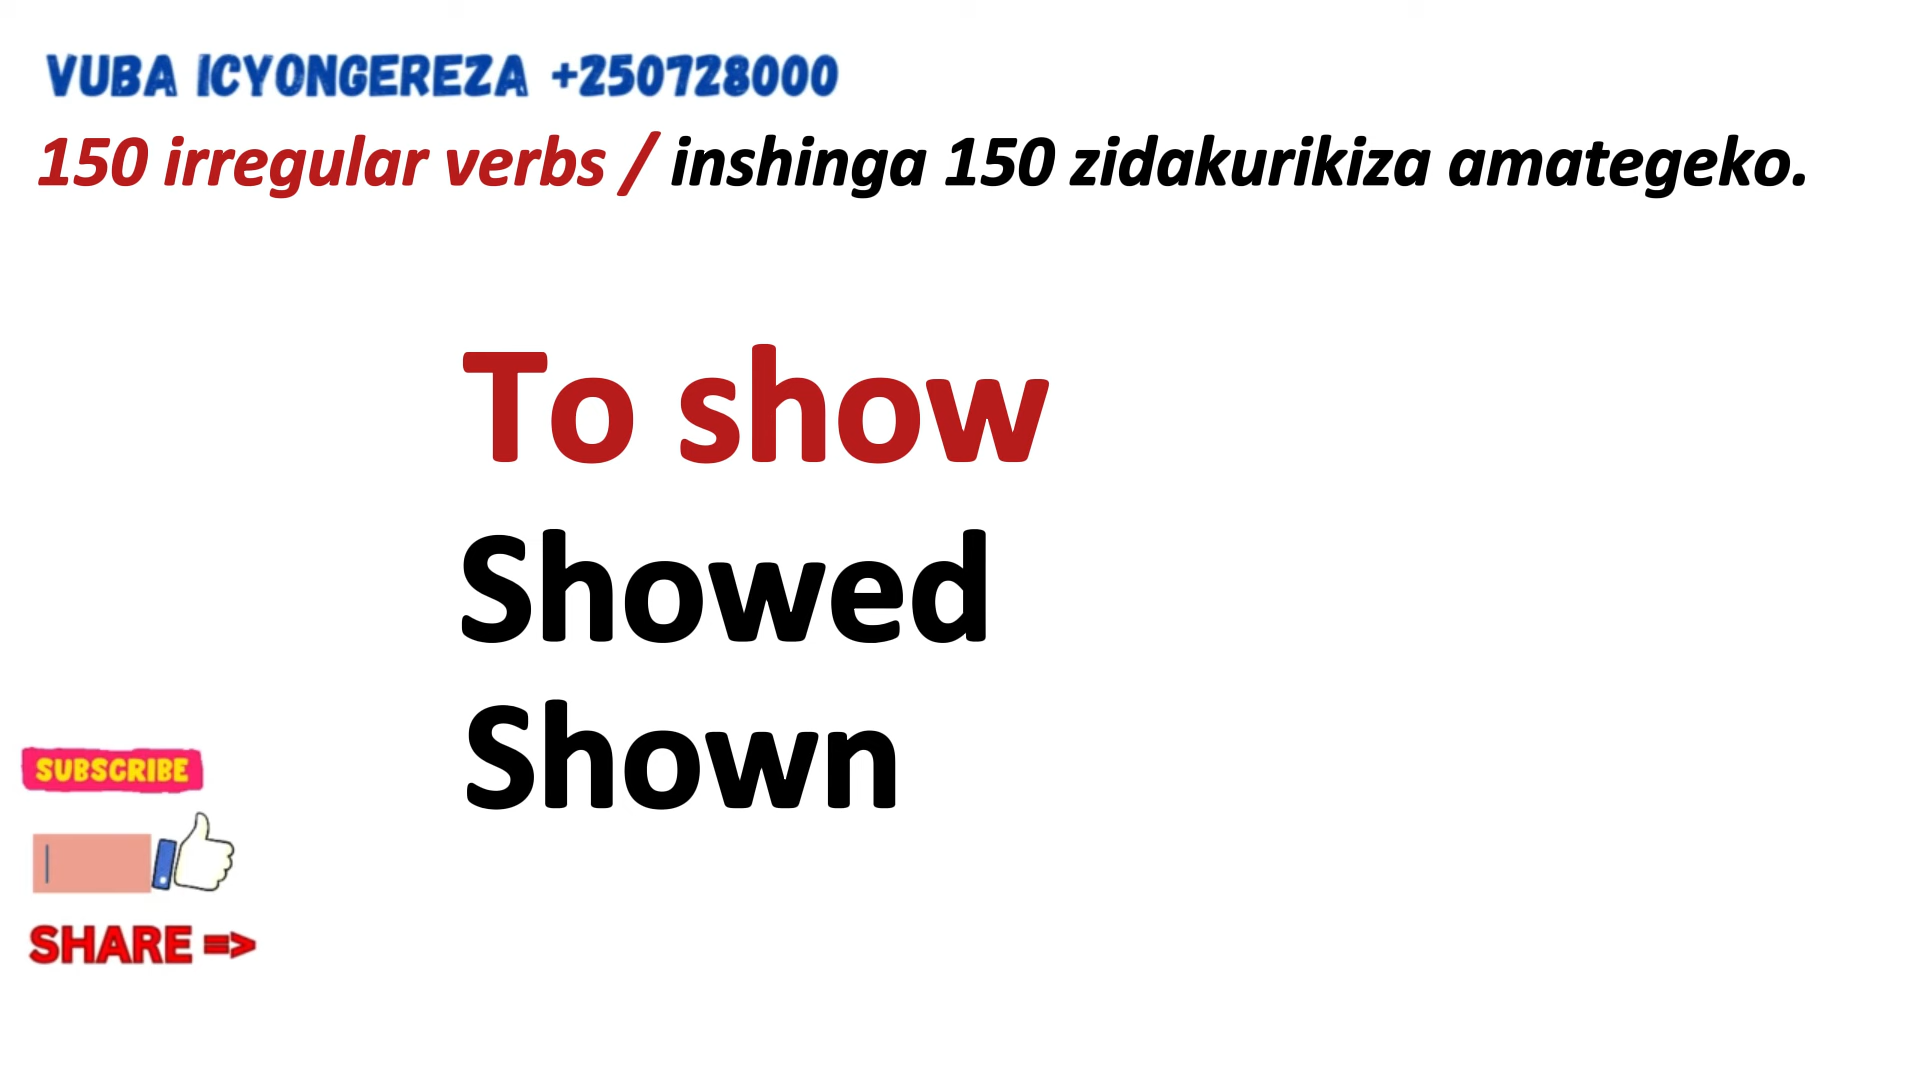 VUBA ICYONGEREZA +250728000
150 irregular verbs / inshinga 150 zidakurikiza amategeko.
To show
Showed
Shown
SUBSCRIBE
SHARE =>